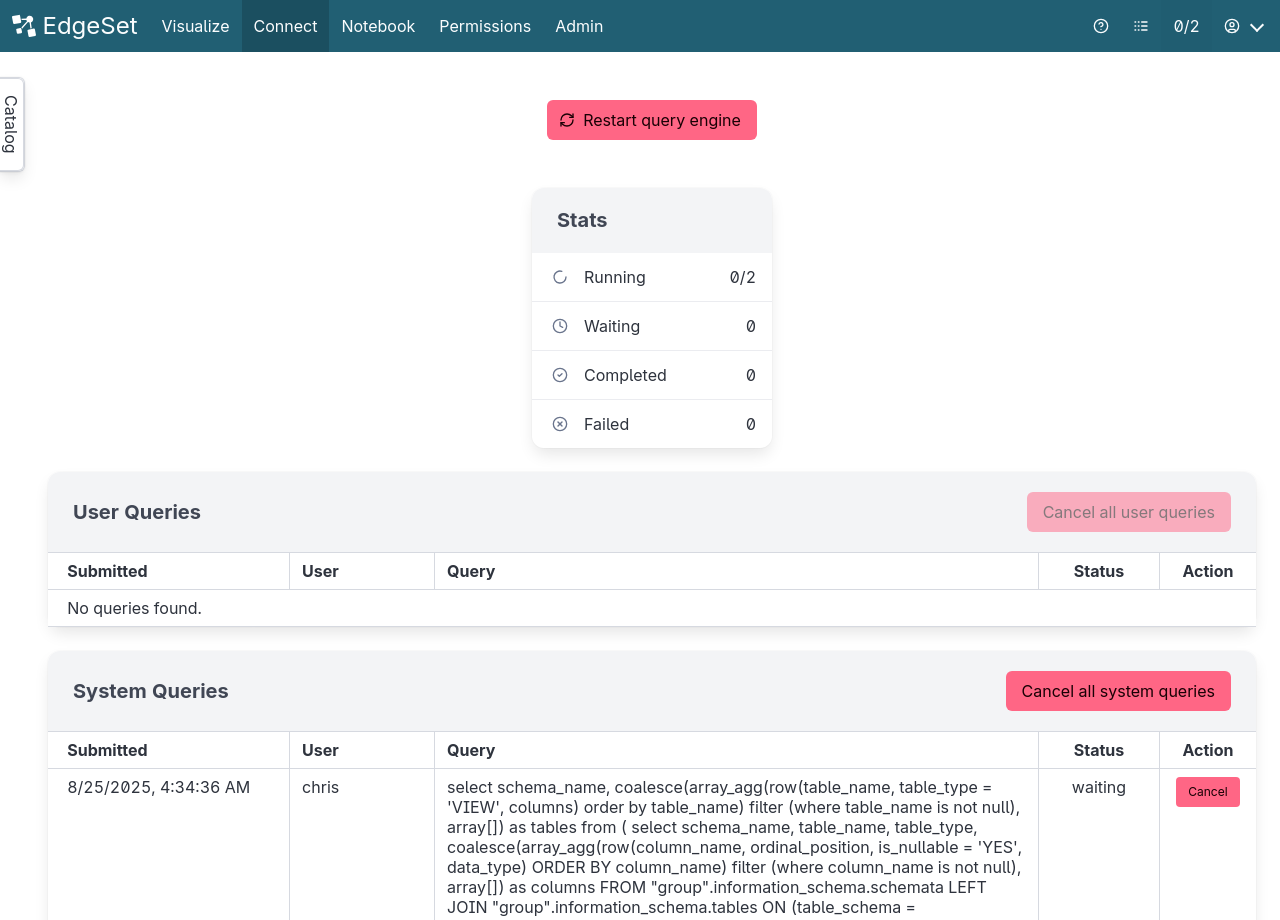 EdgeSet Visualize Connect Notebook Permissions Admin 0/2
Catalog
Restart query engine
Stats
Running 0/2
Waiting 0
Completed 0
Failed 0
User Queries Cancel all user queries
Submitted User Query Status Action
No queries found.
System Queries Cancel all system queries
Submitted User Query Status Action
8/25/2025, 4:34:36 AM chris select schema_name, coalesce(array_agg(row(table_name, table_type = waiting Cancel
'VIEW', columns) order by table_name) filter (where table_name is not null),
array[]) as tables from ( select schema_name, table_name, table_type,
coalesce(array_agg(row(column_name, ordinal_position, is_nullable = 'YES',
data_type) ORDER BY column_name) filter (where column_name is not null),
array[]) as columns FROM "group".information_schema.schemata LEFT
JOIN "group".information_schema.tables ON (table_schema =